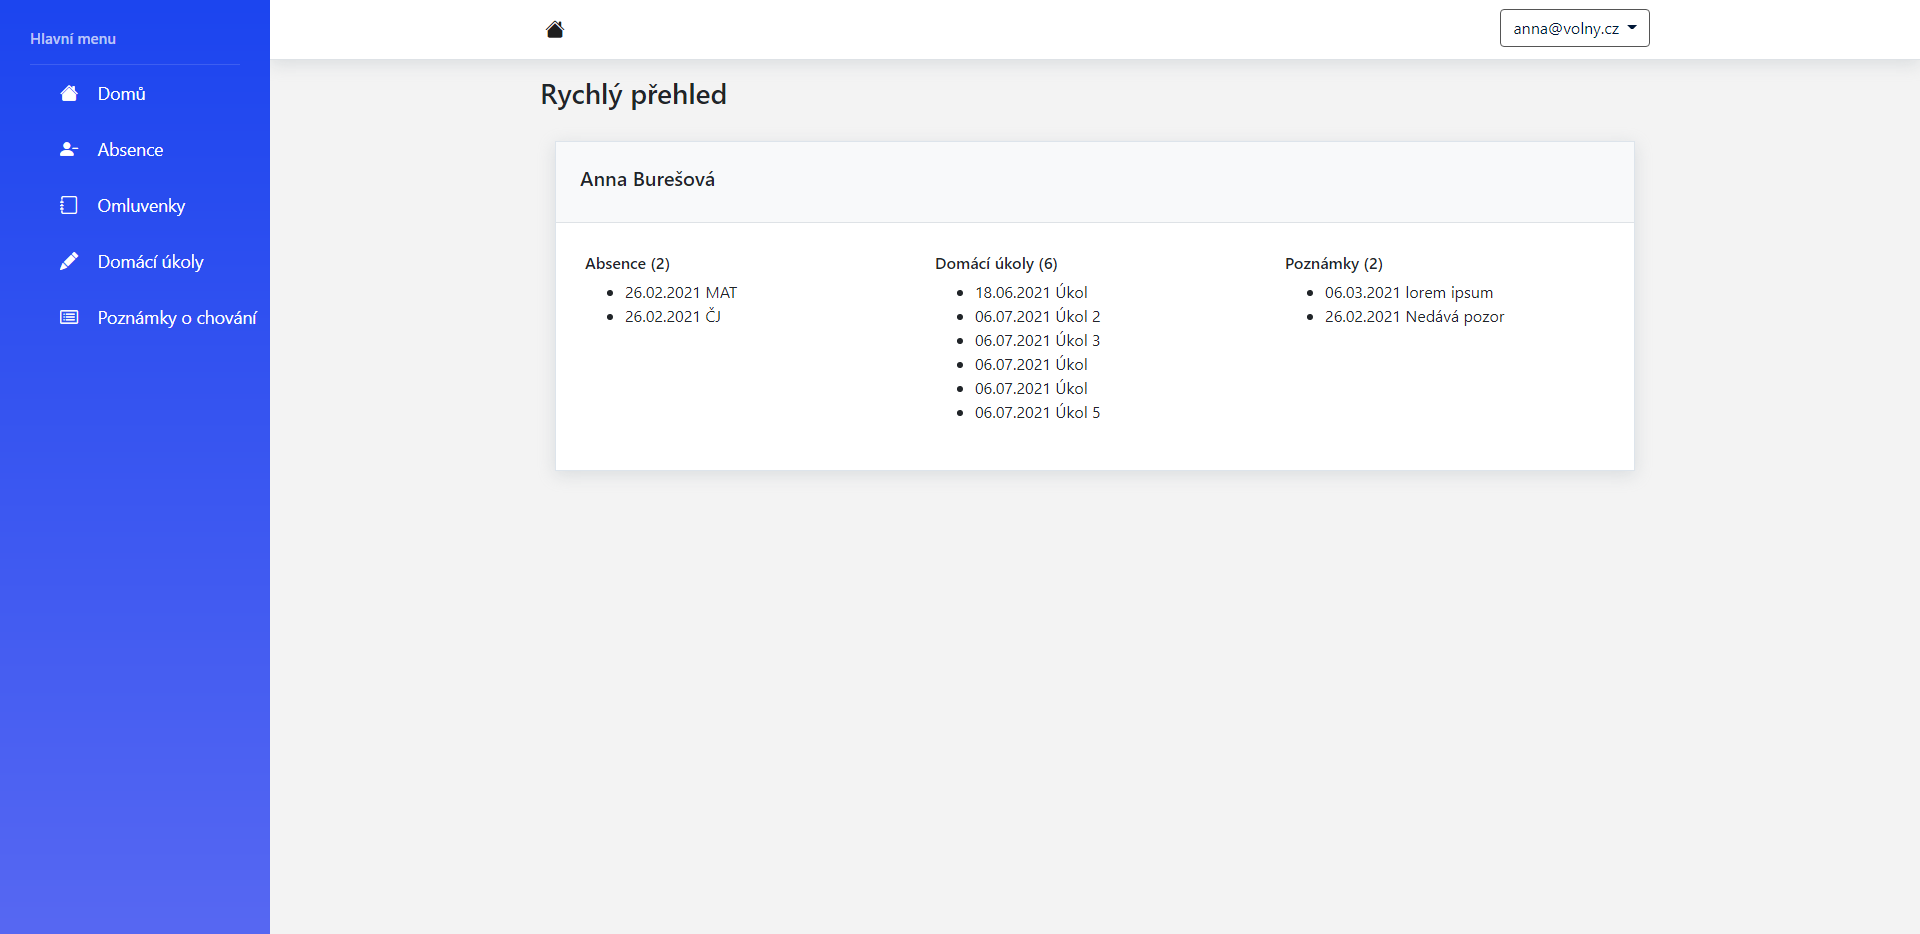 Hlavní menu
Domů
Absence
Omluvenky
Domácí úkoly
Poznámky o chování
anna@volny.cz
Rychlý přehled
Anna Burešová
Absence (2)
26.02.2021 MAT
26.02.2021 ČJ
Domácí úkoly (6)
18.06.2021 Úkol
06.07.2021 Úkol 2
06.07.2021 Úkol 3
06.07.2021 Úkol
06.07.2021 Úkol
06.07.2021 Úkol 5
Poznámky (2)
06.03.2021 lorem ipsum
26.02.2021 Nedává pozor